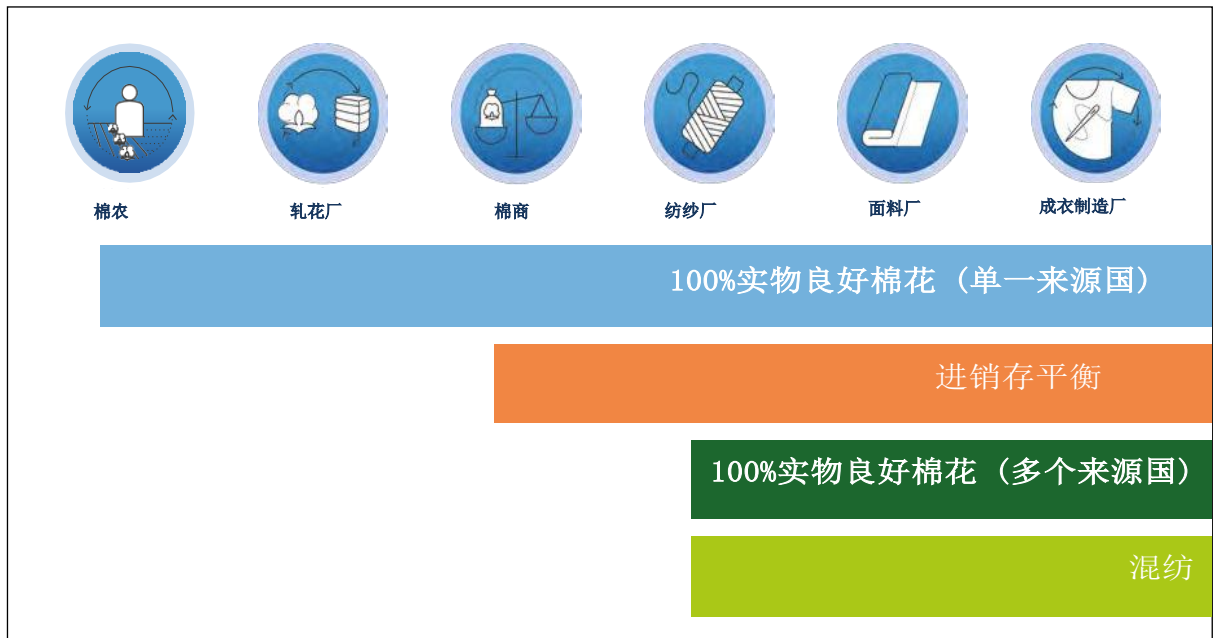 棉农
轧花厂
棉商
纺纱厂
面料厂
成衣制造厂
100%实物良好棉花（单一来源国）
进销存平衡
100%实物良好棉花（多个来源国）
混纺